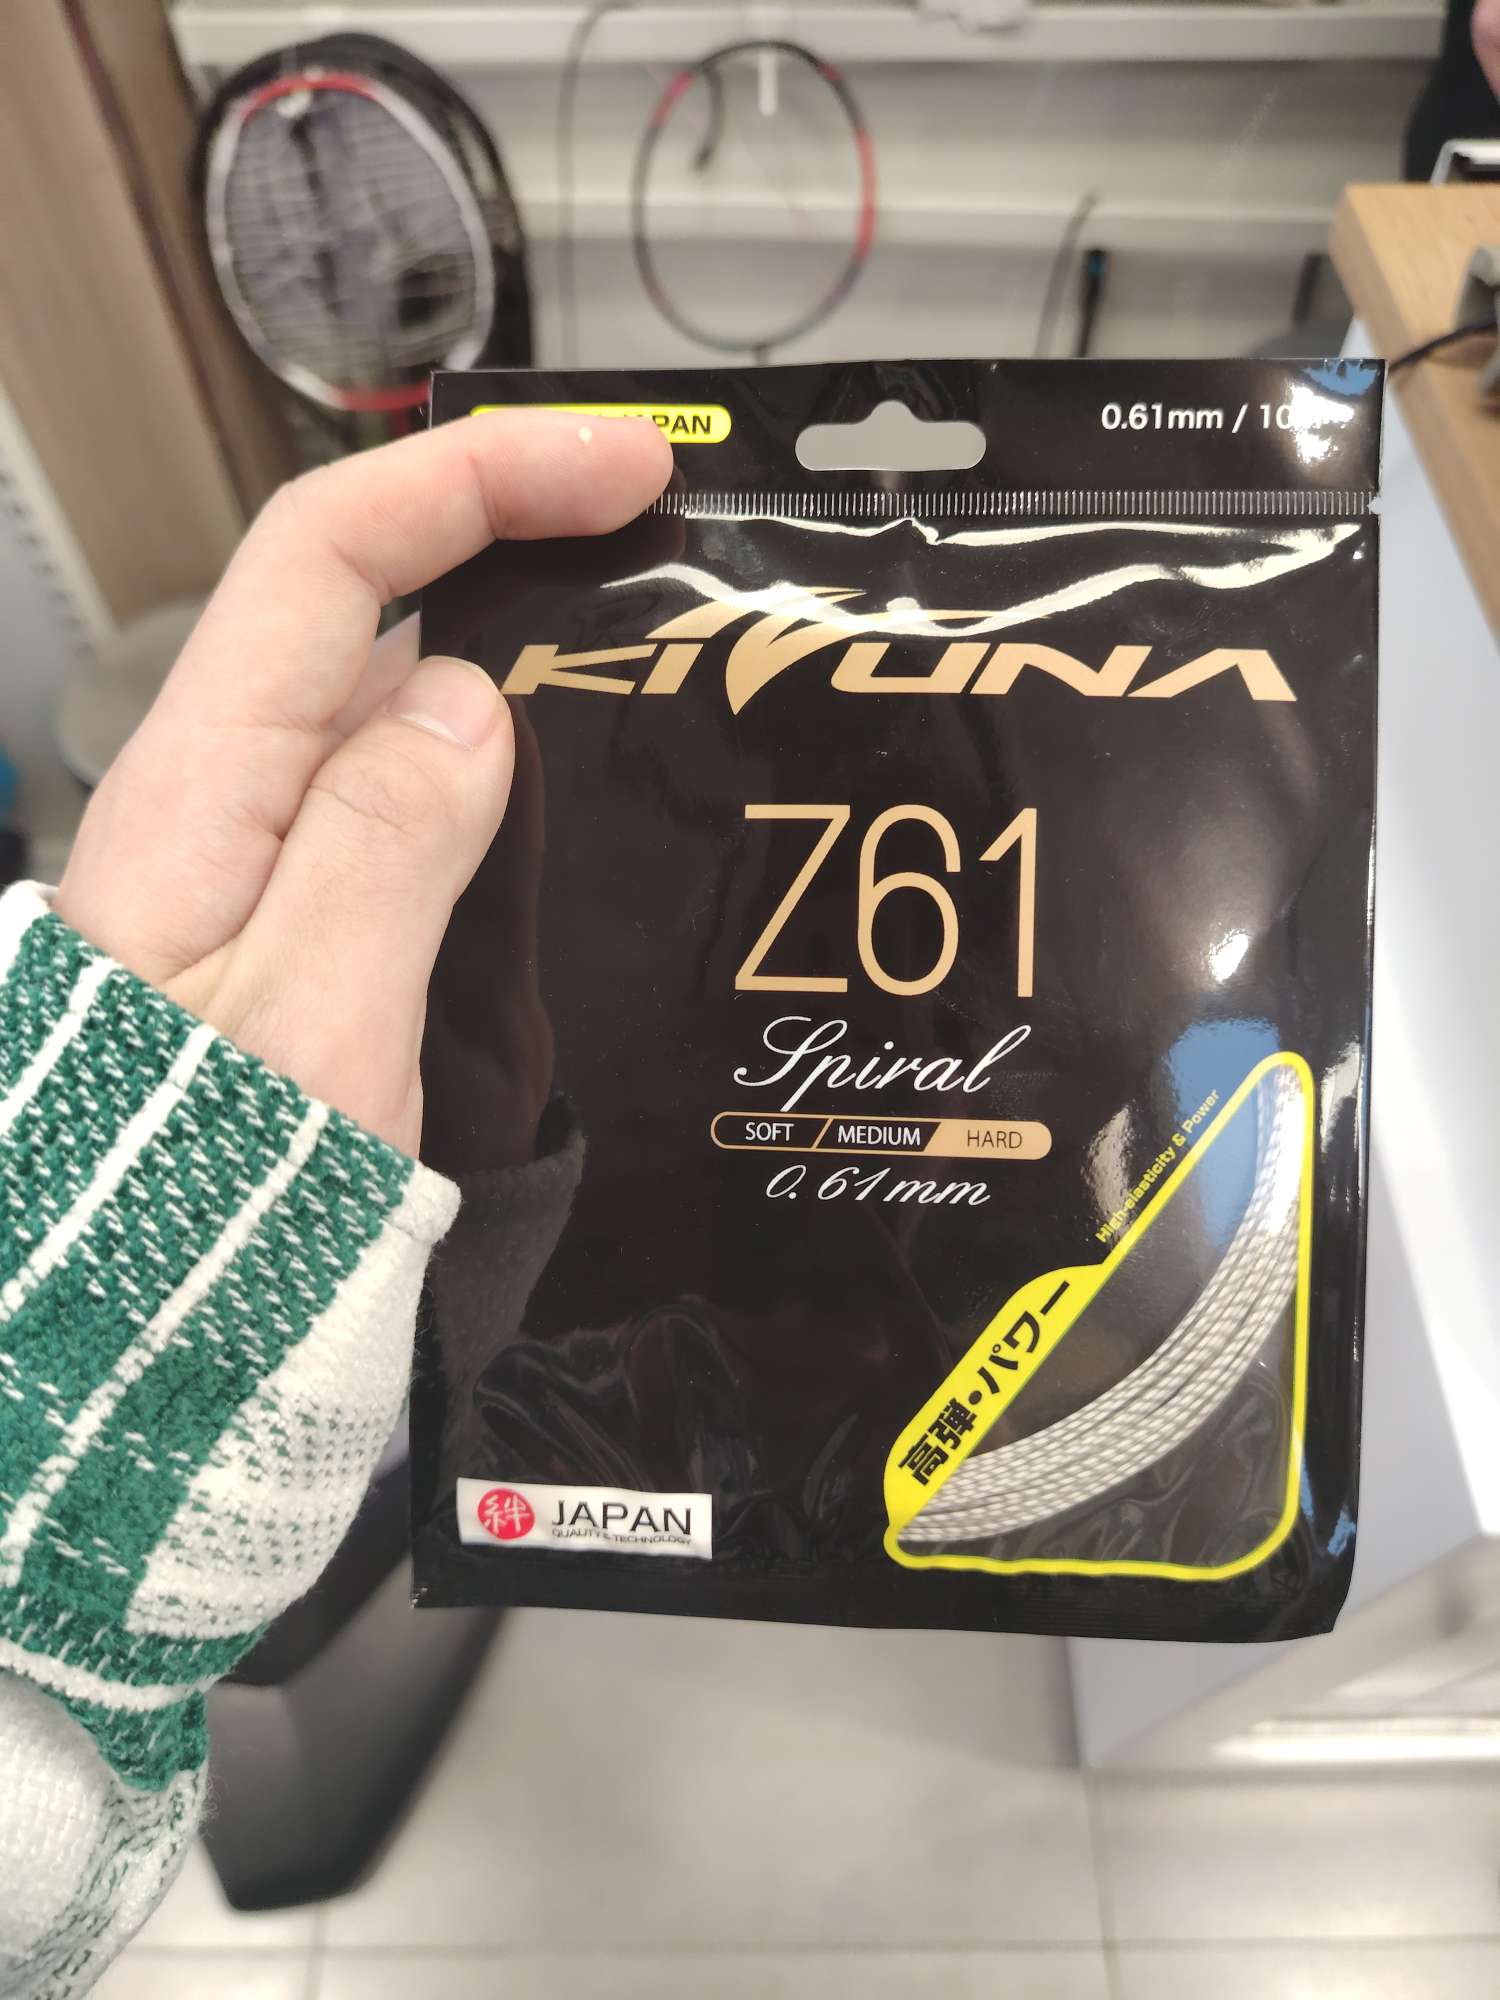 JAPAN
0.61mm / 10
KIZUNA
Z61
Spiral
SOFT / MEDIUM HARD
0.61mm
High-elasticity & Power
高弾・パワー
絆 JAPAN
QUALITY & TECHNOLOGY